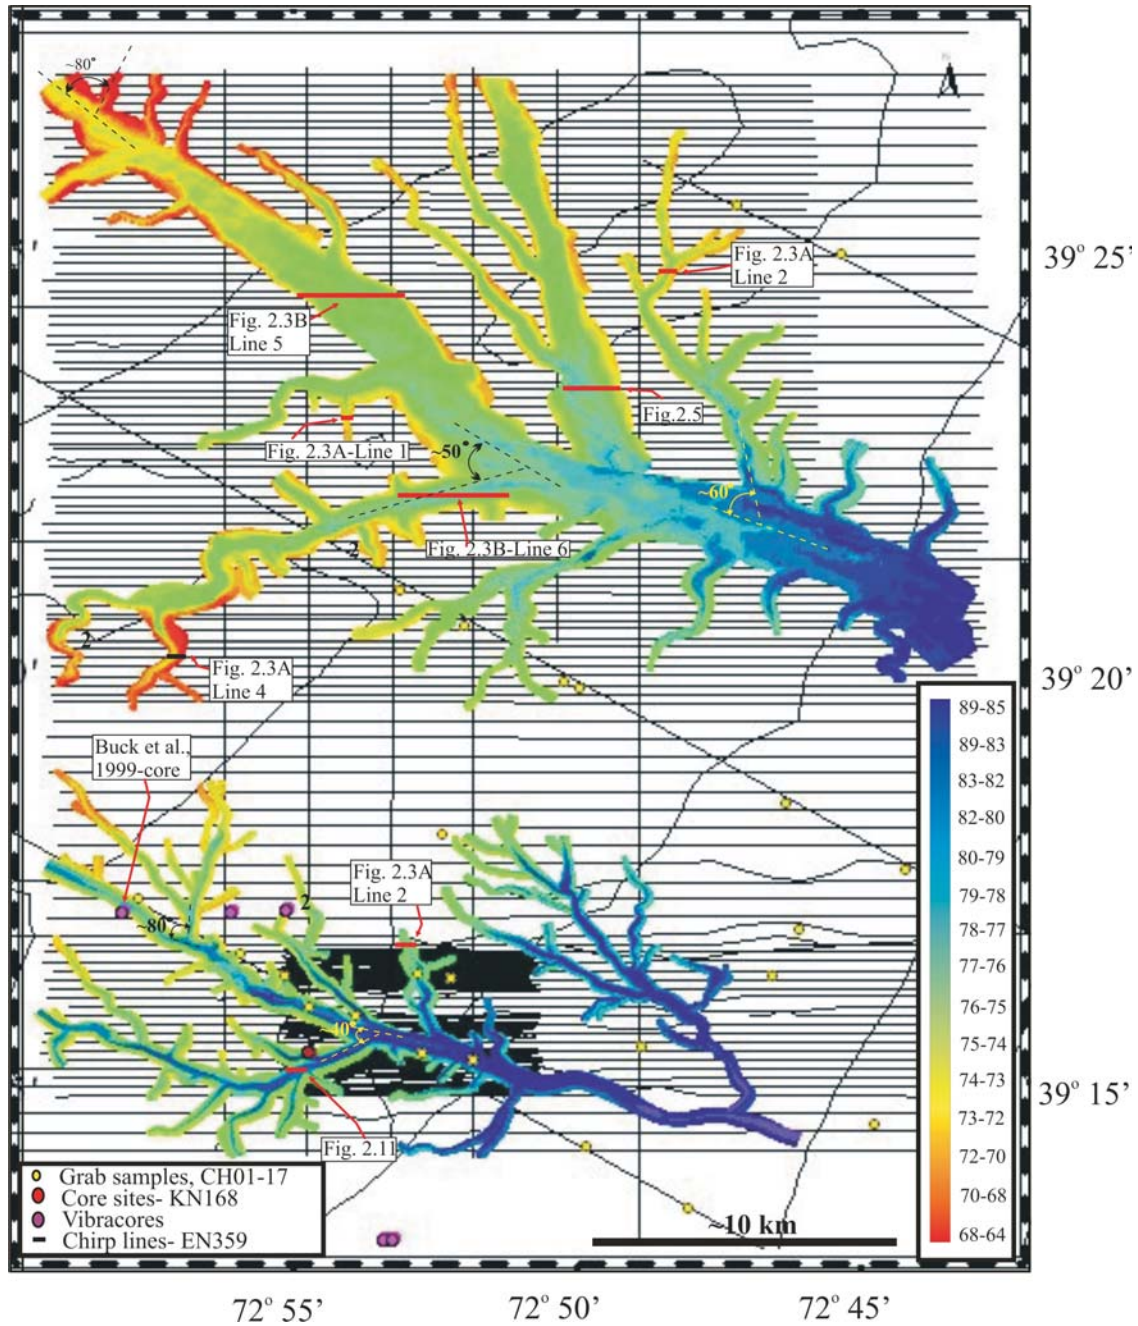 ~80°
Fig. 2.3A
Line 2
39° 25’
Fig. 2.3B
Line 5
Fig.2.5
Fig. 2.3A-Line 1
~50°
~60°
Fig. 2.3B-Line 6
2
2
Fig. 2.3A
Line 4
39° 20’
Buck et al.,
1999-core
Fig. 2.3A
Line 2
2
~80°
~40°
Fig. 2.11
39° 15’
89-85
89-83
83-82
82-80
80-79
79-78
78-77
77-76
76-75
75-74
74-73
73-72
72-70
70-68
68-64
Grab samples, CH01-17
Core sites- KN168
Vibracores
Chirp lines- EN359
~10 km
72° 55’
72° 50’
72° 45’